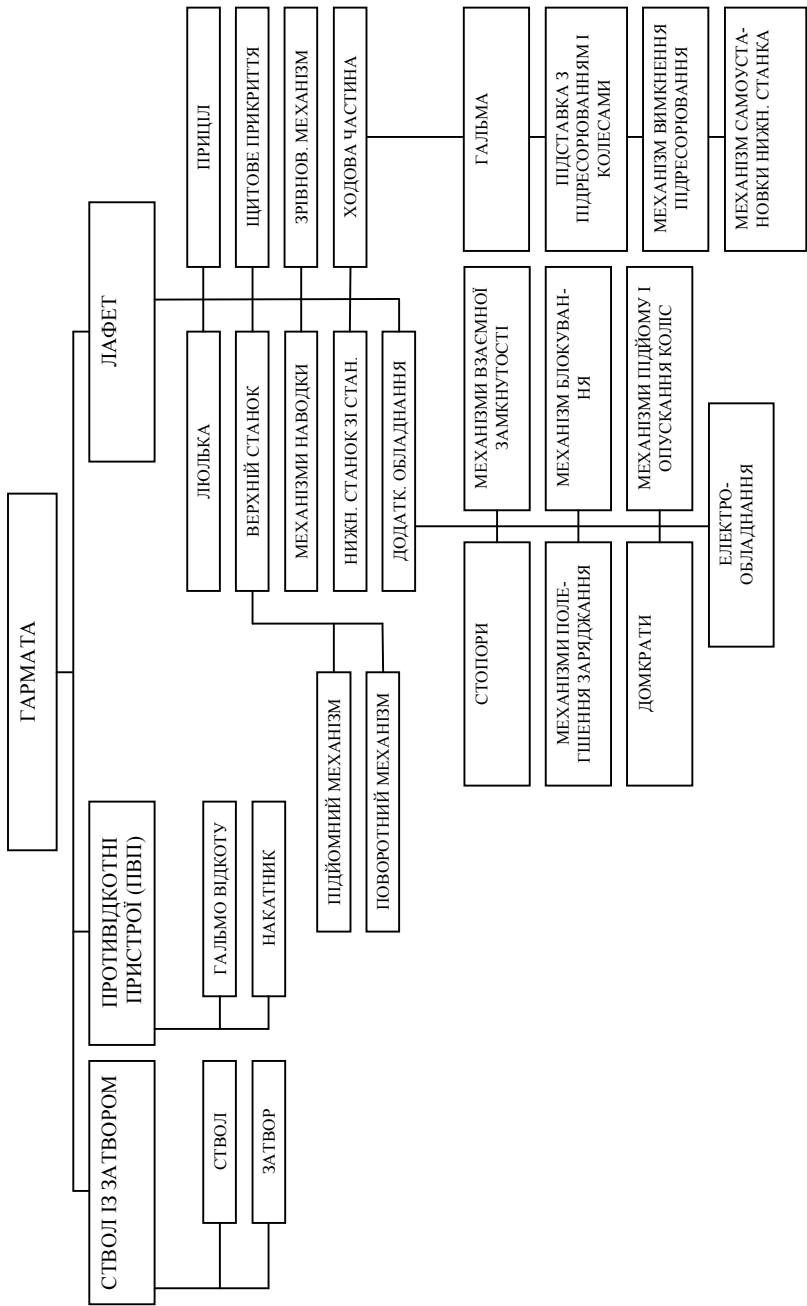 ГАРМАТА
СТВОЛ ІЗ ЗАТВОРОМ
ПРОТИВІДКОТНІ
ПРИСТРОЇ (ПВП)
ЛАФЕТ
СТВОЛ
ЗАТВОР
ГАЛЬМО ВІДКОТУ
НАКАТНИК
ЛЮЛЬКА
ПРИЦІЛ
ВЕРХНІЙ СТАНОК
ЩИТОВЕ ПРИКРИТТЯ
МЕХАНІЗМИ НАВОДКИ
ЗРІВНОВ. МЕХАНІЗМ
НИЖН. СТАНОК ЗІ СТАН.
ХОДОВА ЧАСТИНА
ДОДАТК. ОБЛАДНАННЯ
ПІДЙОМНИЙ МЕХАНІЗМ
ПОВОРОТНИЙ МЕХАНІЗМ
СТОПОРИ
МЕХАНІЗМИ ВЗАЄМНОЇ
ЗАМКНУТОСТІ
МЕХАНІЗМИ ПОЛЕ-
ГШЕННЯ ЗАРЯДЖАННЯ
МЕХАНІЗМ БЛОКУВАН-
НЯ
ДОМКРАТИ
МЕХАНІЗМИ ПІДЙОМУ І
ОПУСКАННЯ КОЛІС
ЕЛЕКТРО-
ОБЛАДНАННЯ
ГАЛЬМА
ПІДСТАВКА З
ПІДРЕСОРЮВАННЯМ І
КОЛЕСАМИ
МЕХАНІЗМ ВИМКНЕННЯ
ПІДРЕСОРЮВАННЯ
МЕХАНІЗМ САМОУСТА-
НОВКИ НИЖН. СТАНКА